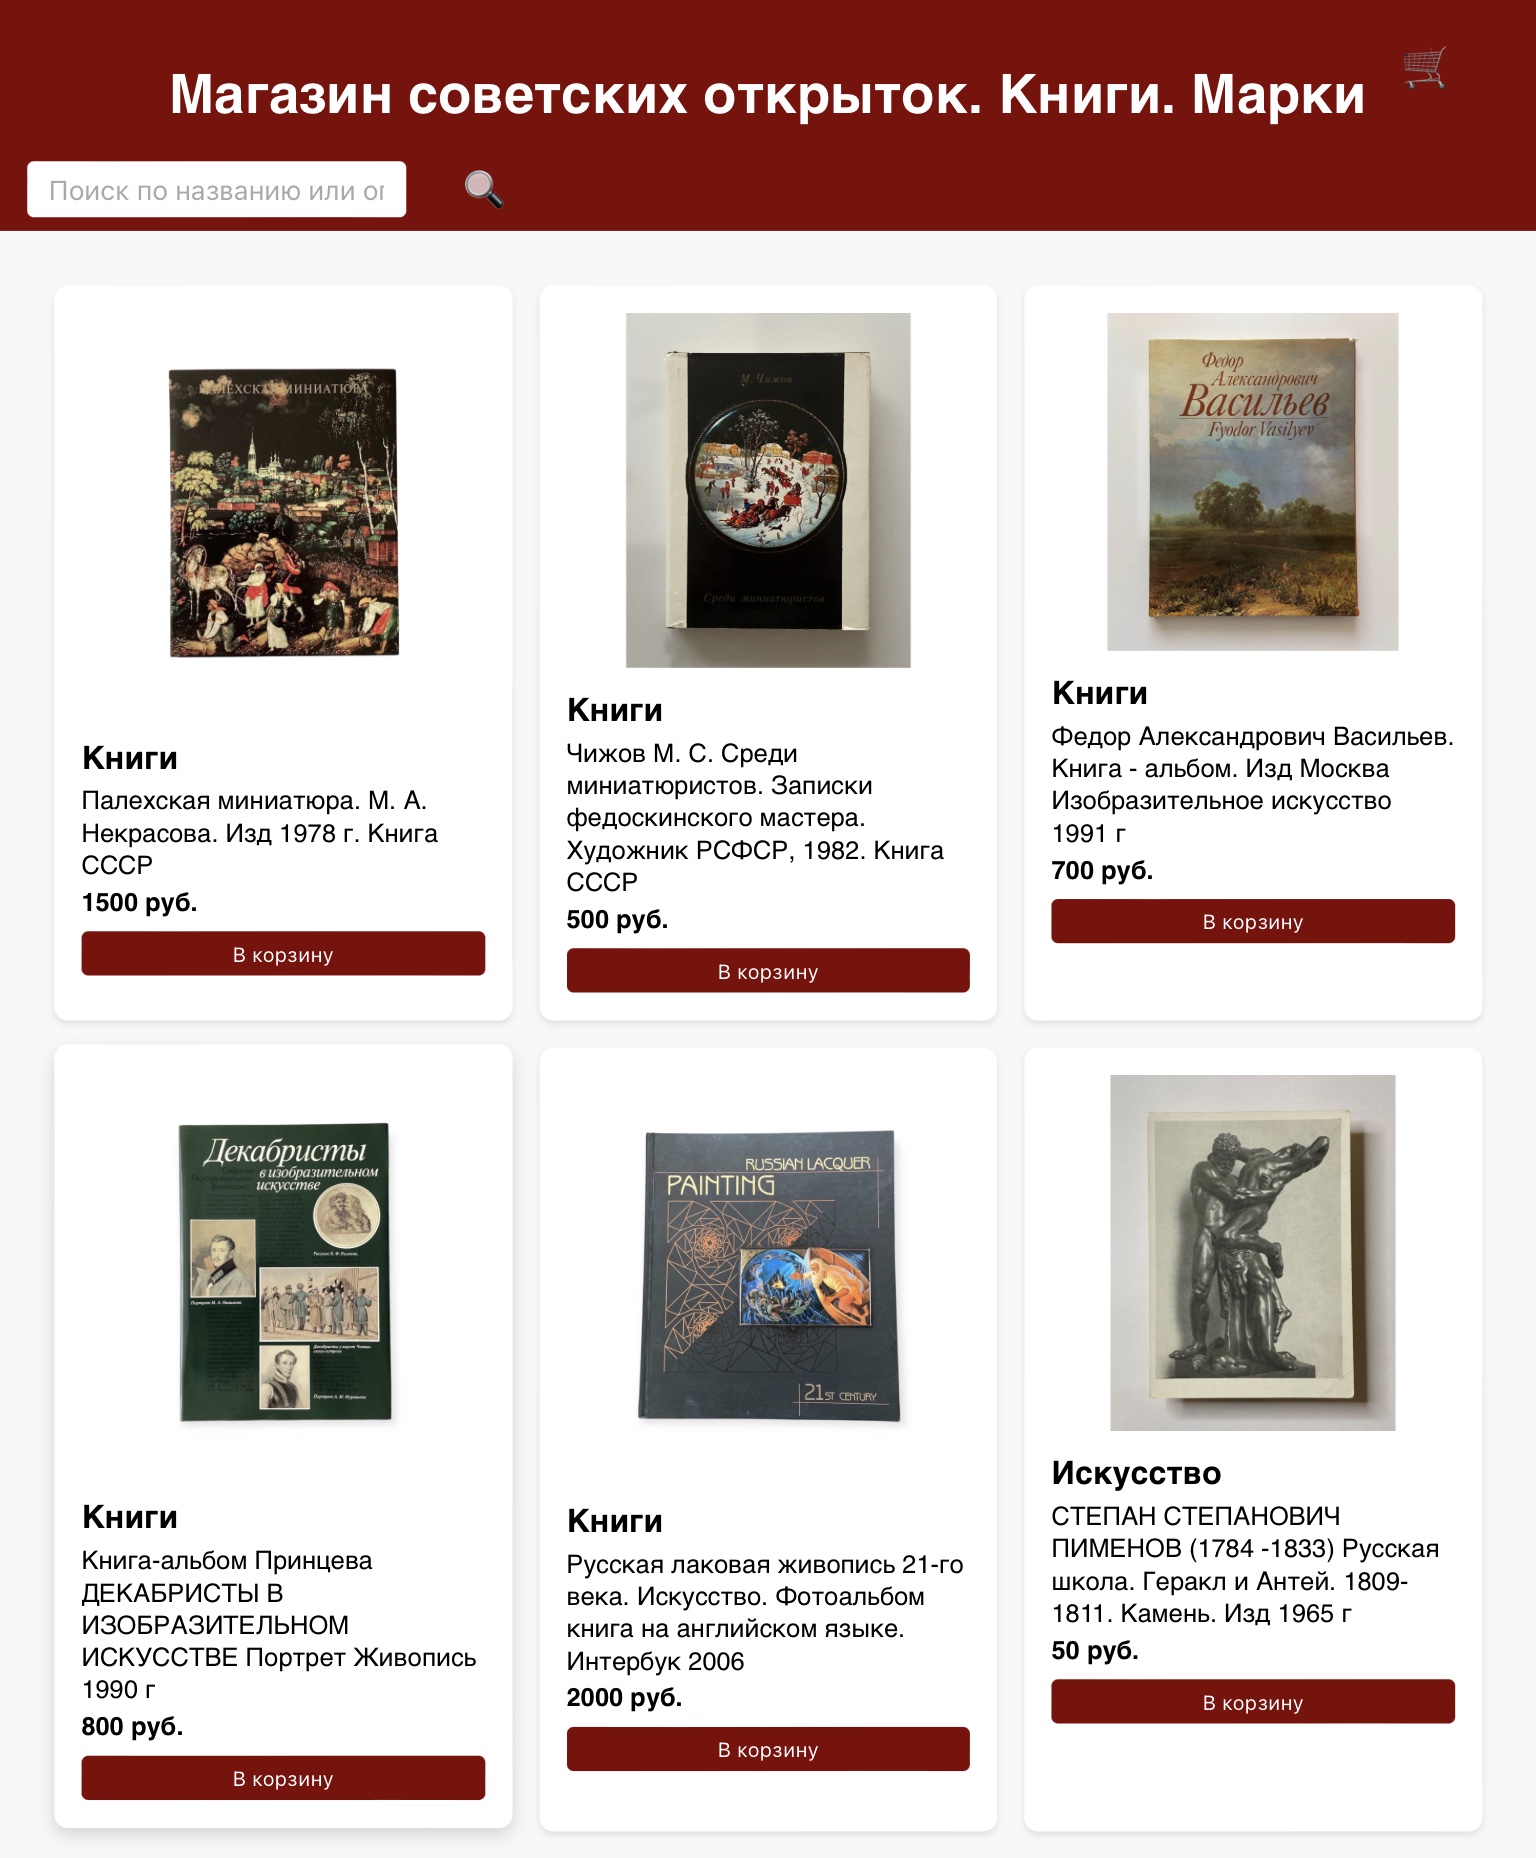 Магазин советских открыток. Книги. Марки
Поиск по названию или оп
ПАЛЕХСКАЯ МИНИАТЮРА
Книги
Палехская миниатюра. М. А.
Некрасова. Изд 1978 г. Книга
СССР
1500 руб.
В корзину
М. Чижов
Среди миниатюристов
Книги
Чижов М. С. Среди
миниатюристов. Записки
федоскинского мастера.
Художник РСФСР, 1982. Книга
СССР
500 руб.
В корзину
Федор
Александрович
Васильев
Fyodor Vasilyev
Книги
Федор Александрович Васильев.
Книга - альбом. Изд Москва
Изобразительное искусство
1991 г
700 руб.
В корзину
Декабристы
в изобразительном
искусстве
Книги
Книга-альбом Принцева
ДЕКАБРИСТЫ В
ИЗОБРАЗИТЕЛЬНОМ
ИСКУССТВЕ Портрет Живопись
1990 г
800 руб.
В корзину
RUSSIAN LACQUER
PAINTING
21ST CENTURY
Книги
Русская лаковая живопись 21-го
века. Искусство. Фотоальбом
книга на английском языке.
Интербук 2006
2000 руб.
В корзину
Искусство
СТЕПАН СТЕПАНОВИЧ
ПИМЕНОВ (1784 -1833) Русская
школа. Геракл и Антей. 1809-
1811. Камень. Изд 1965 г
50 руб.
В корзину